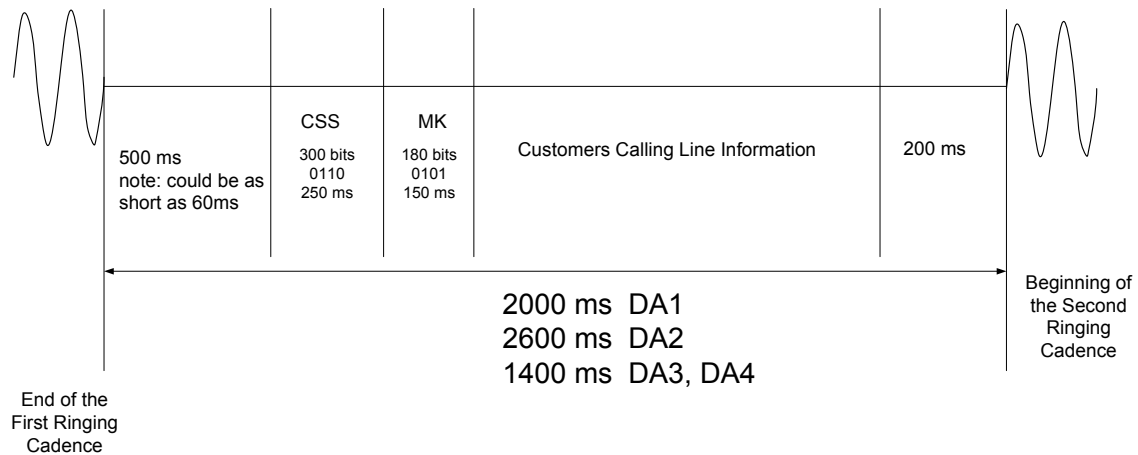 500 ms
note: could be as
short as 60ms
CSS
300 bits
0110
250 ms
MK
180 bits
0101
150 ms
Customers Calling Line Information
200 ms
2000 ms DA1
2600 ms DA2
1400 ms DA3, DA4
End of the
First Ringing
Cadence
Beginning of
the Second
Ringing
Cadence